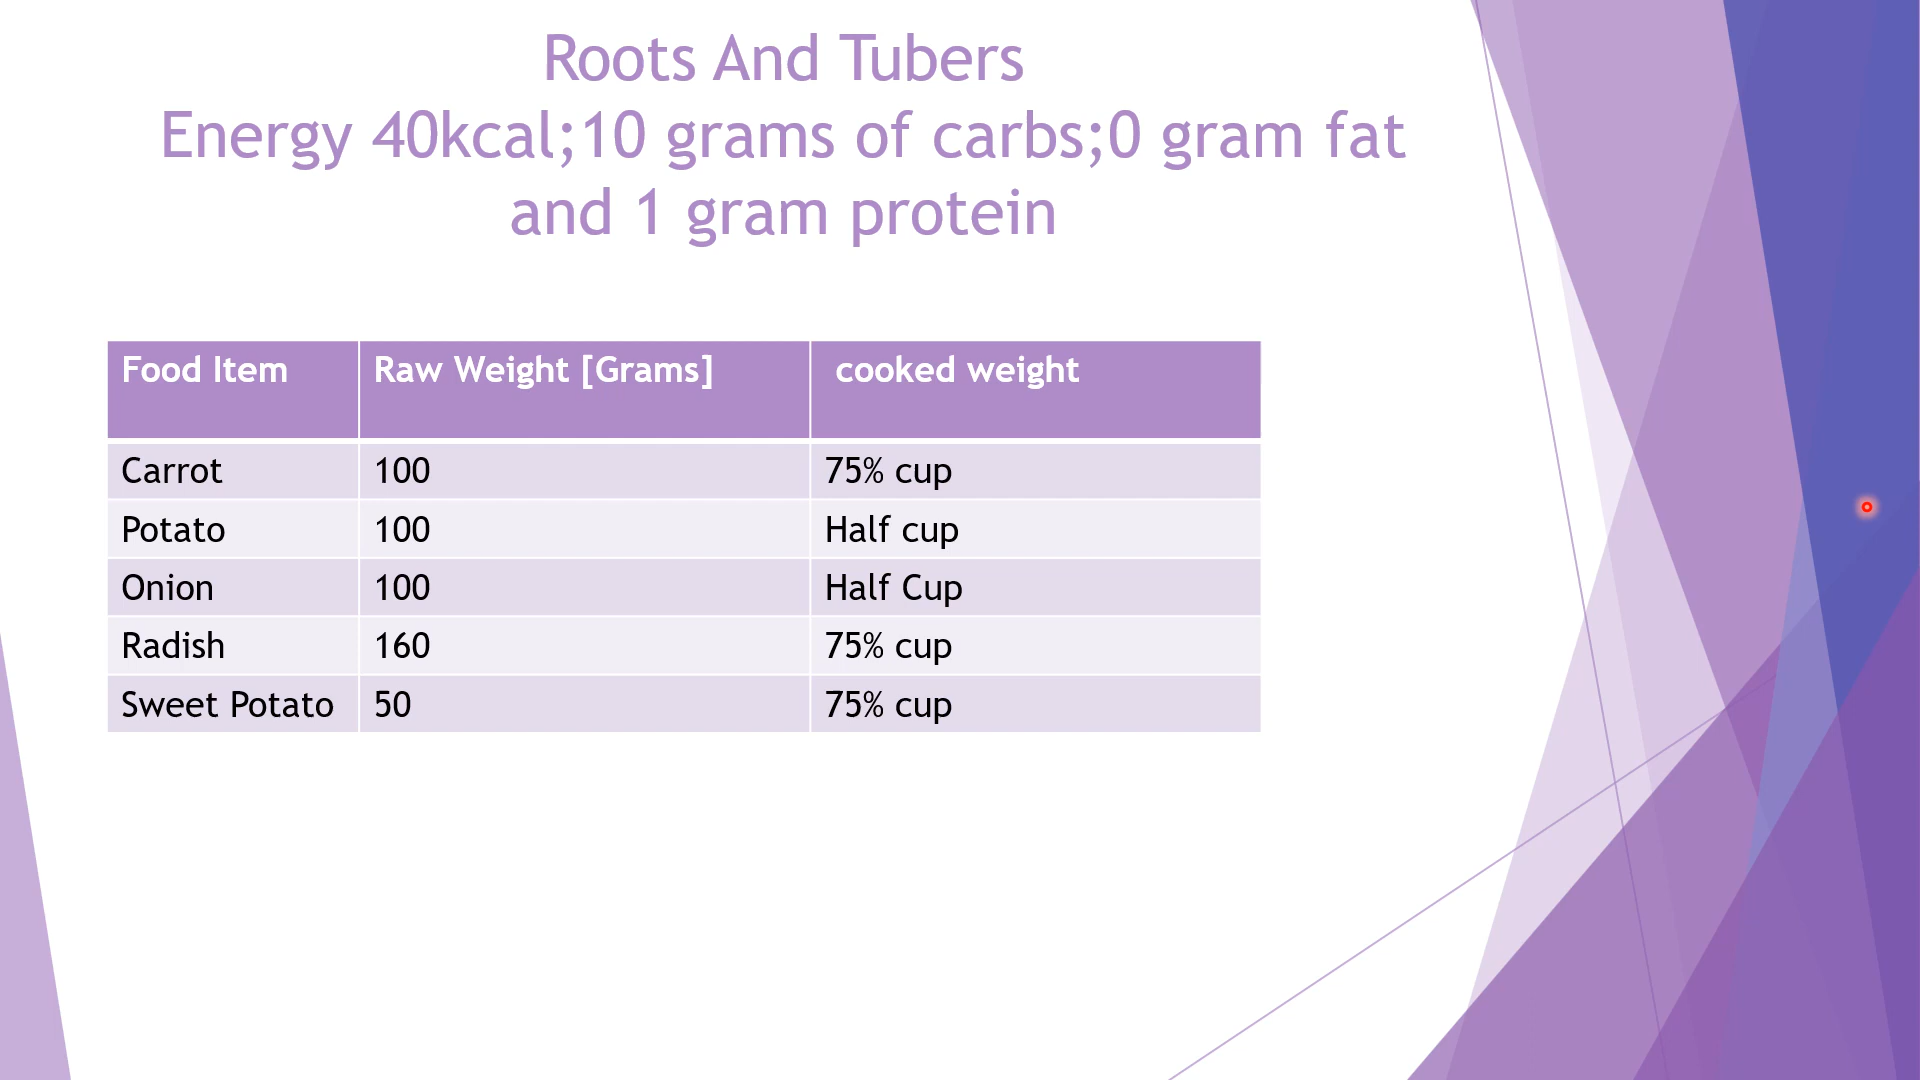 Roots And Tubers
Energy 40kcal;10 grams of carbs;0 gram fat
and 1 gram protein
Food Item Raw Weight [Grams] cooked weight
Carrot 100 75% cup
Potato 100 Half cup
Onion 100 Half Cup
Radish 160 75% cup
Sweet Potato 50 75% cup